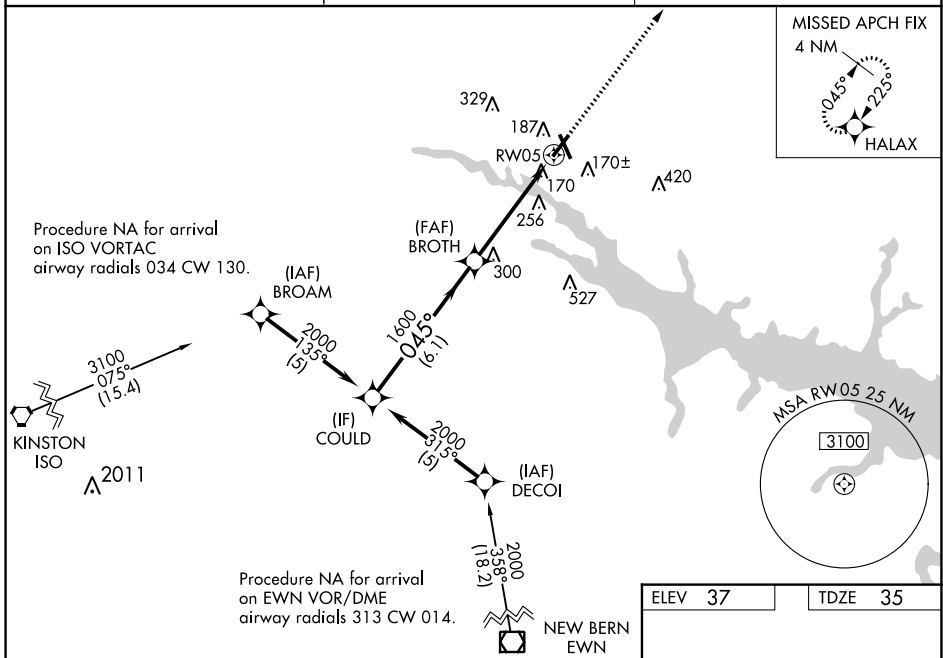 MISSED APCH FIX
4 NM
045°
225°
HALAX
329
187
RW05
170±
170
420
256
(FAF)
BROTH
300
527
Procedure NA for arrival
on ISO VORTAC
airway radials 034 CW 130.
(IAF)
BROAM
2000
135°
(5)
1600
045°
(6.1)
3100
075°
(15.4)
KINSTON
ISO
2011
(IF)
COULD
2000
315°
(5)
(IAF)
DECOI
MSA RW05 25 NM
3100
2000
358°
(18.2)
Procedure NA for arrival
on EWN VOR/DME
airway radials 313 CW 014.
NEW BERN
EWN
ELEV 37
TDZE 35